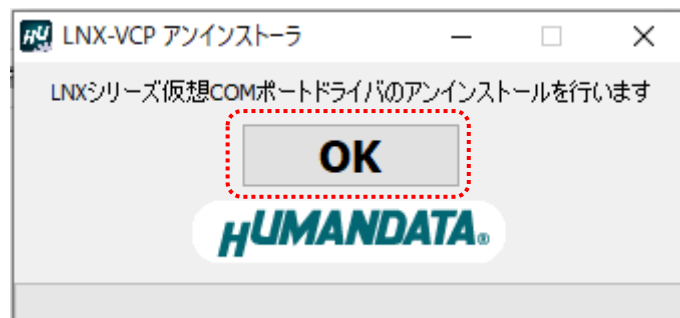 LNX-VCP アンインストーラ
LNXシリーズ仮想COMポートドライバのアンインストールを行います
OK
HUMANDATA®